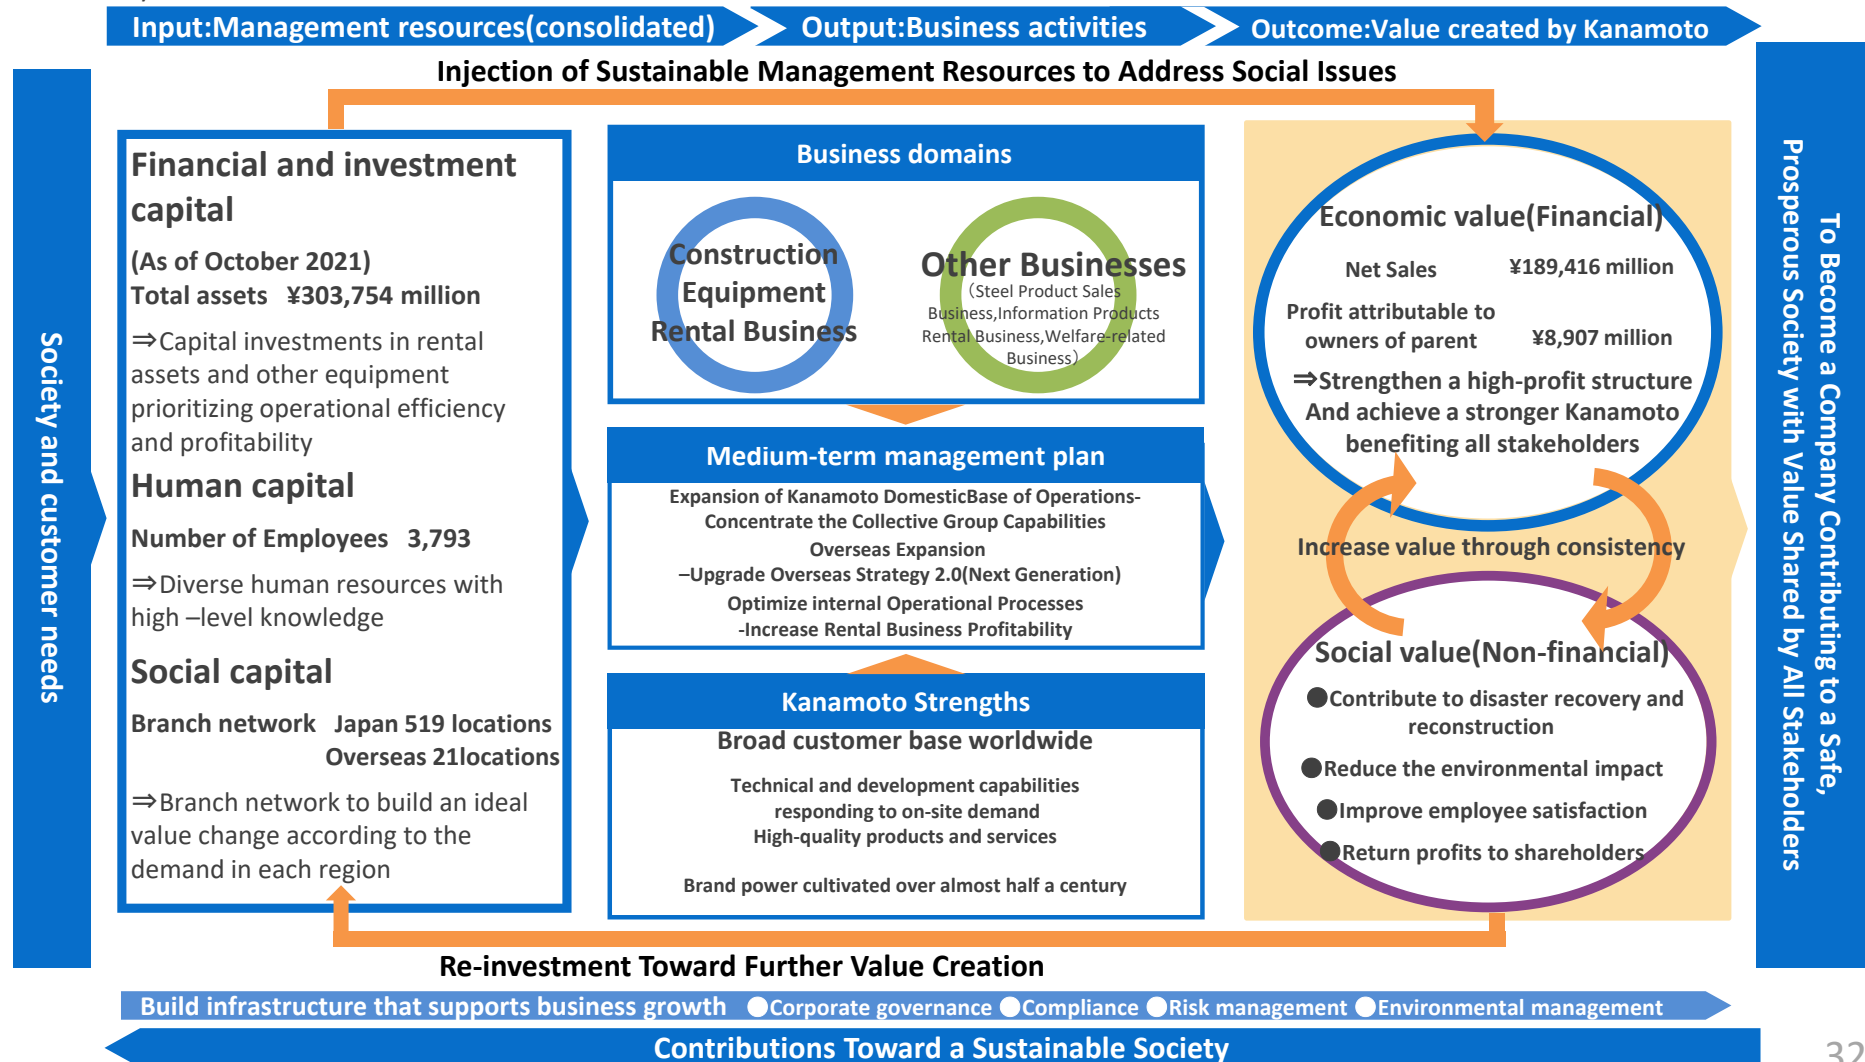 Input:Management resources(consolidated)
Output:Business activities
Outcome:Value created by Kanamoto
Injection of Sustainable Management Resources to Address Social Issues
Society and customer needs
Financial and investment
capital
(As of October 2021)
Total assets ¥303,754 million
⇒Capital investments in rental
assets and other equipment
prioritizing operational efficiency
and profitability
Human capital
Number of Employees 3,793
⇒Diverse human resources with
high –level knowledge
Social capital
Branch network Japan 519 locations
Overseas 21locations
⇒Branch network to build an ideal
value change according to the
demand in each region
Business domains
Construction
Equipment
Rental Business
Other Businesses
（Steel Product Sales
Business,Information Products
Rental Business,Welfare-related
Business）
Medium-term management plan
Expansion of Kanamoto DomesticBase of Operations-
Concentrate the Collective Group Capabilities
Overseas Expansion
–Upgrade Overseas Strategy 2.0(Next Generation)
Optimize internal Operational Processes
-Increase Rental Business Profitability
Kanamoto Strengths
Broad customer base worldwide
Technical and development capabilities
responding to on-site demand
High-quality products and services
Brand power cultivated over almost half a century
Economic value(Financial)
Net Sales ¥189,416 million
Profit attributable to
owners of parent ¥8,907 million
⇒Strengthen a high-profit structure
And achieve a stronger Kanamoto
benefiting all stakeholders
Increase value through consistency
Social value(Non-financial)
●Contribute to disaster recovery and
reconstruction
●Reduce the environmental impact
●Improve employee satisfaction
●Return profits to shareholders
To Become a Company Contributing to a Safe,
Prosperous Society with Value Shared by All Stakeholders
Re-investment Toward Further Value Creation
Build infrastructure that supports business growth ●Corporate governance ●Compliance ●Risk management ●Environmental management
Contributions Toward a Sustainable Society
32